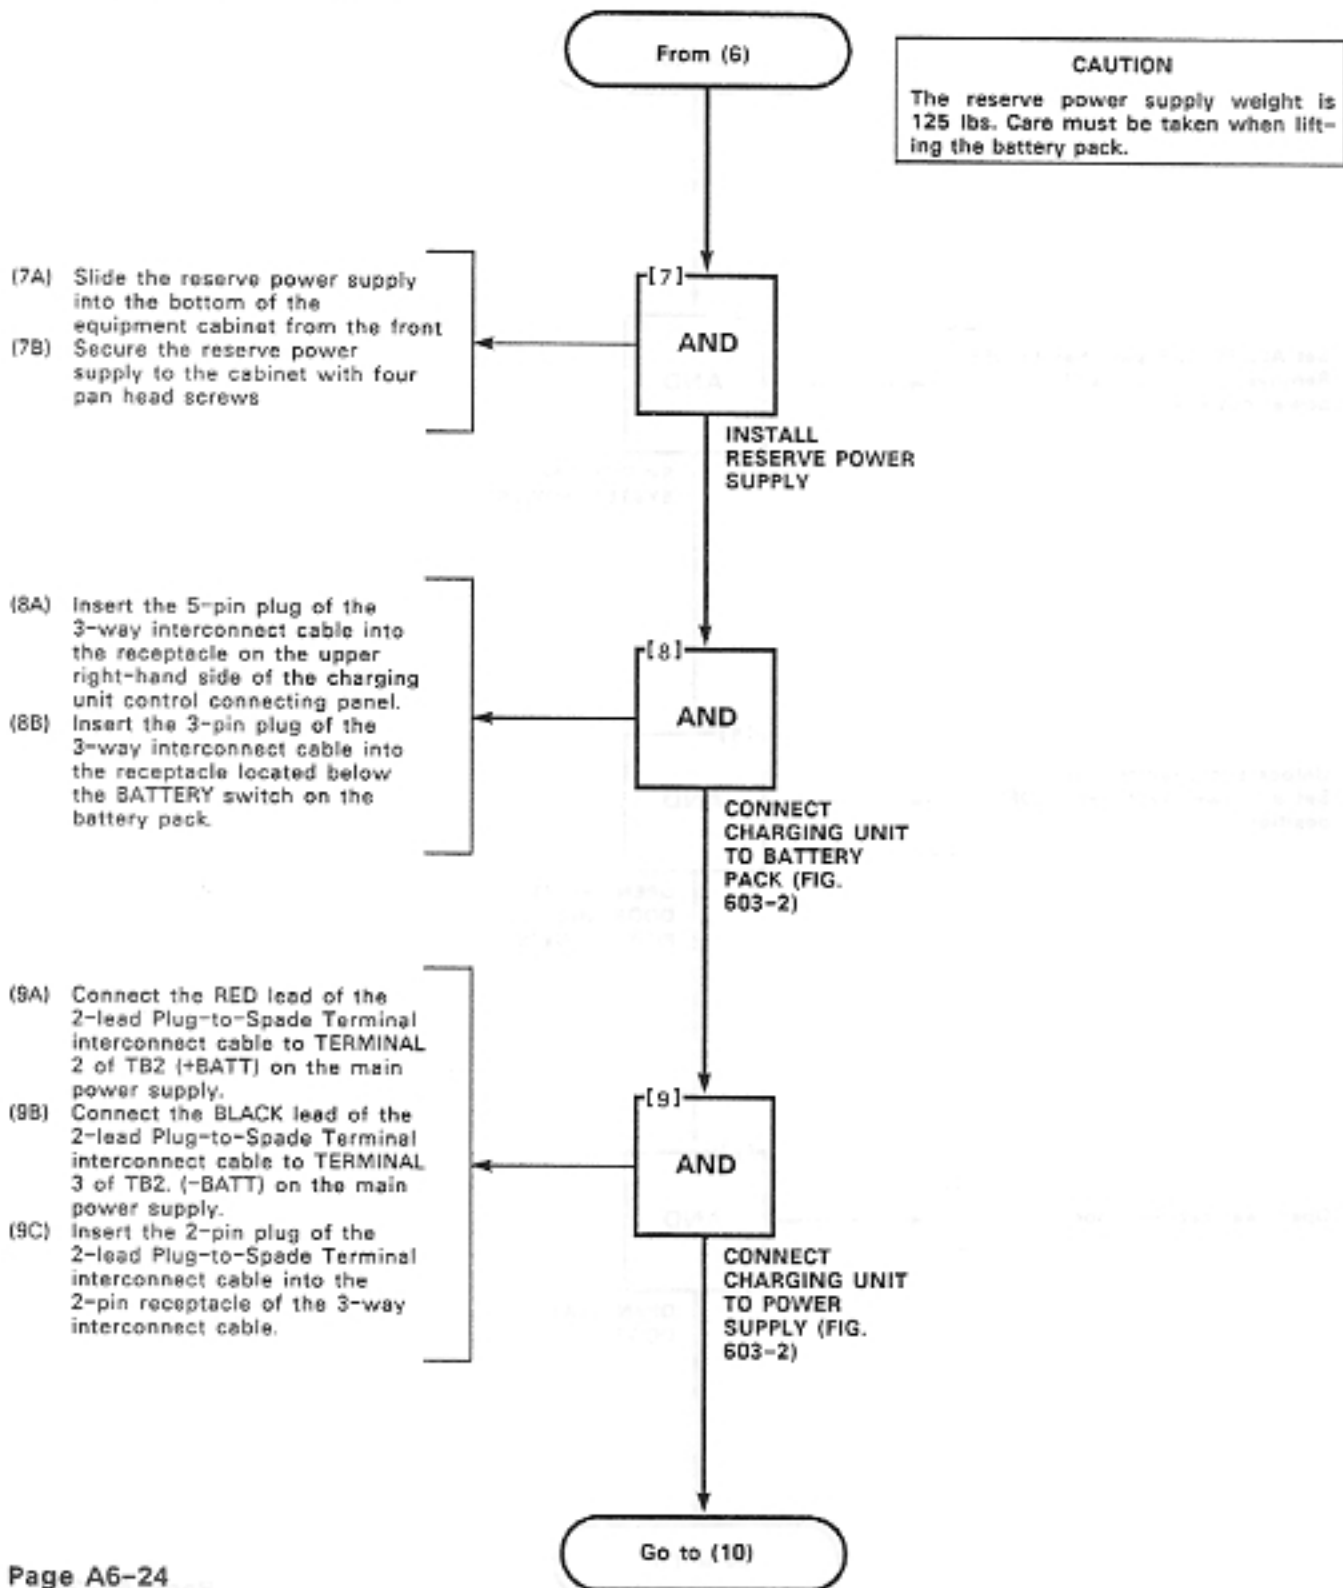 From (6)
CAUTION
The reserve power supply weight is
125 lbs. Care must be taken when lift-
ing the battery pack.
(7A) Slide the reserve power supply
into the bottom of the
equipment cabinet from the front
(7B) Secure the reserve power
supply to the cabinet with four
pan head screws
[7]
AND
INSTALL
RESERVE POWER
SUPPLY
(8A) Insert the 5-pin plug of the
3-way interconnect cable into
the receptacle on the upper
right-hand side of the charging
unit control connecting panel.
(8B) Insert the 3-pin plug of the
3-way interconnect cable into
the receptacle located below
the BATTERY switch on the
battery pack.
[8]
AND
CONNECT
CHARGING UNIT
TO BATTERY
PACK (FIG.
603-2)
(9A) Connect the RED lead of the
2-lead Plug-to-Spade Terminal
interconnect cable to TERMINAL
2 of TB2 (+BATT) on the main
power supply.
(9B) Connect the BLACK lead of the
2-lead Plug-to-Spade Terminal
interconnect cable to TERMINAL
3 of TB2. (-BATT) on the main
power supply.
(9C) Insert the 2-pin plug of the
2-lead Plug-to-Spade Terminal
interconnect cable into the
2-pin receptacle of the 3-way
interconnect cable.
[9]
AND
CONNECT
CHARGING UNIT
TO POWER
SUPPLY (FIG.
603-2)
Go to (10)
Page A6-24